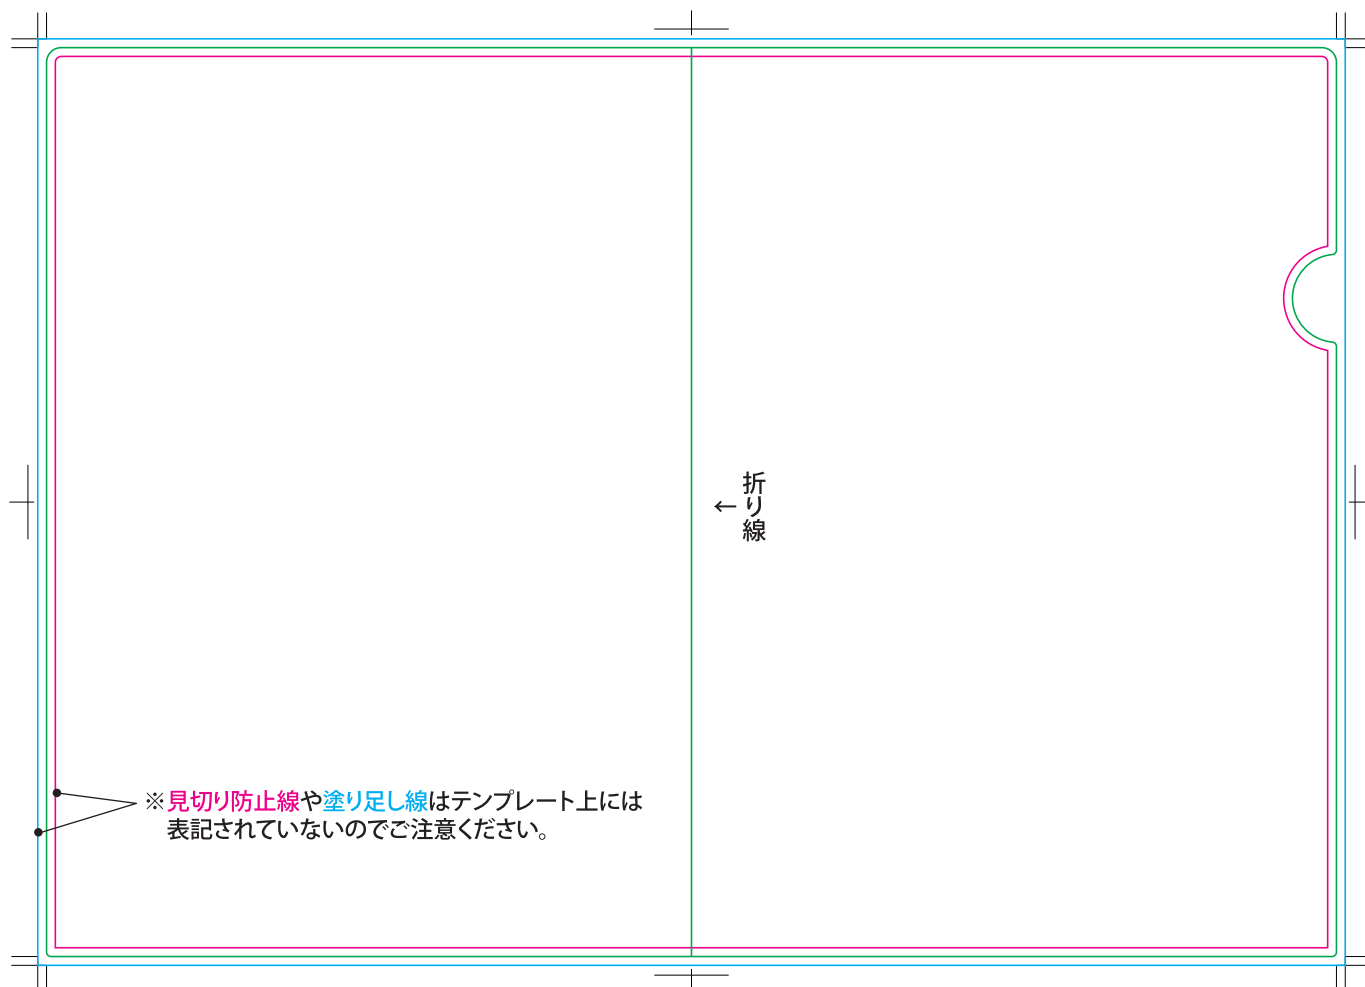 ←折り線
※見切り防止線や塗り足し線はテンプレート上には
表記されていないのでご注意ください。